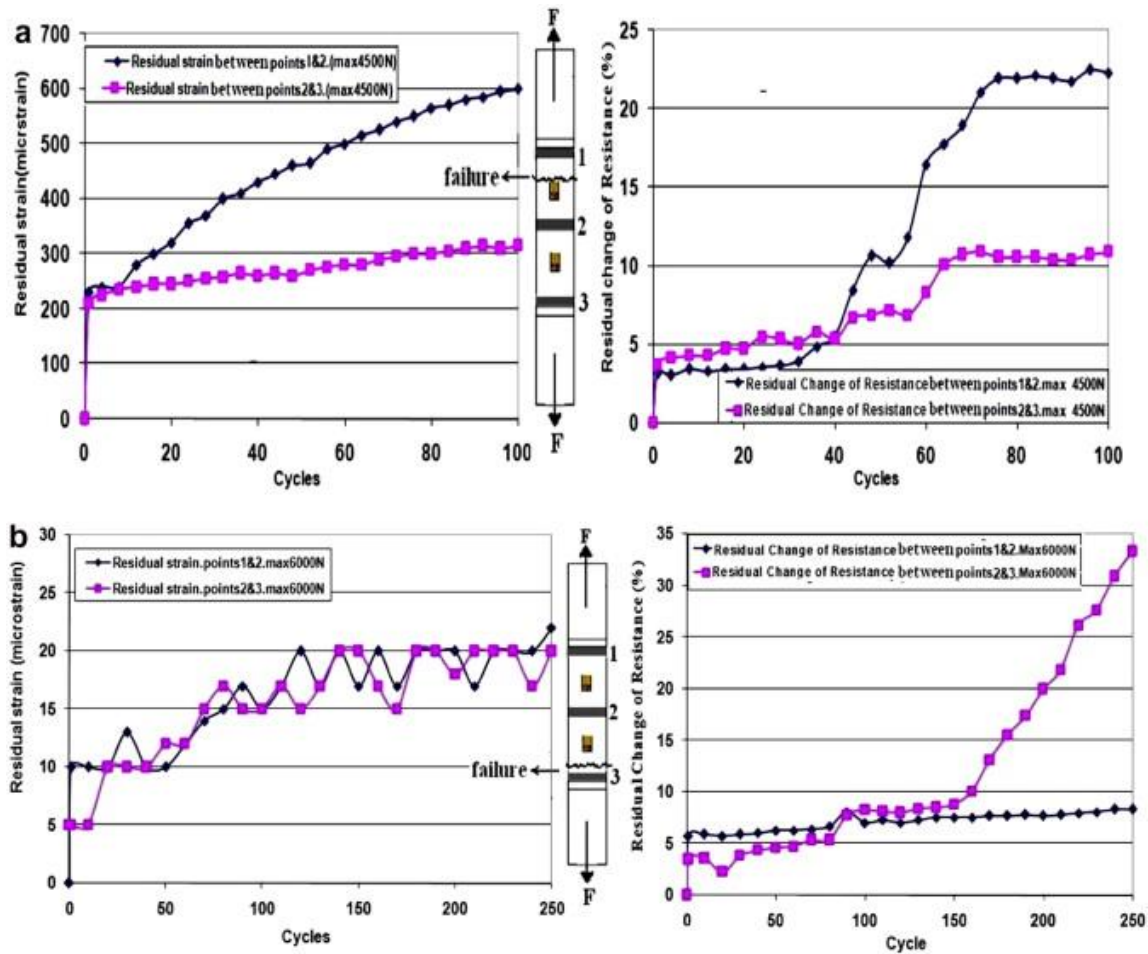 a
Residual strain(micrstrain)
700
600
500
400
300
200
100
0
Residual strain between points1&2.(max4500N)
Residual strain between points2&3.(max4500N)
0 20 40 60 80 100
Cycles
F
1
failure
2
3
F
Residual change of Resistance (%)
25
20
15
10
5
0
Residual Change of Resistance between points1&2.max 4500N
Residual Change of Resistance between points2&3.max 4500N
0 20 40 60 80 100
Cycles
b
Residual strain (microstrain)
30
25
20
15
10
5
0
Residual strain.points1&2.max6000N
Residual strain.points2&3.max6000N
0 50 100 150 200 250
Cycles
F
1
2
failure
3
F
Residual Change of Resistance (%)
35
30
25
20
15
10
5
0
Residual Change of Resistance between points1&2.Max6000N
Residual Change of Resistance between points2&3.Max6000N
0 50 100 150 200 250
Cycle